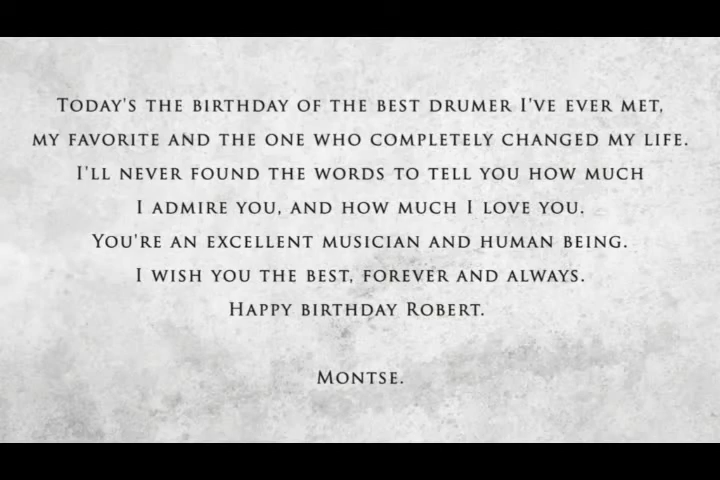 Today's the birthday of the best drumer I've ever met,
my favorite and the one who completely changed my life.
I'll never found the words to tell you how much
I admire you, and how much I love you.
You're an excellent musician and human being.
I wish you the best, forever and always.
Happy birthday Robert.
Montse.